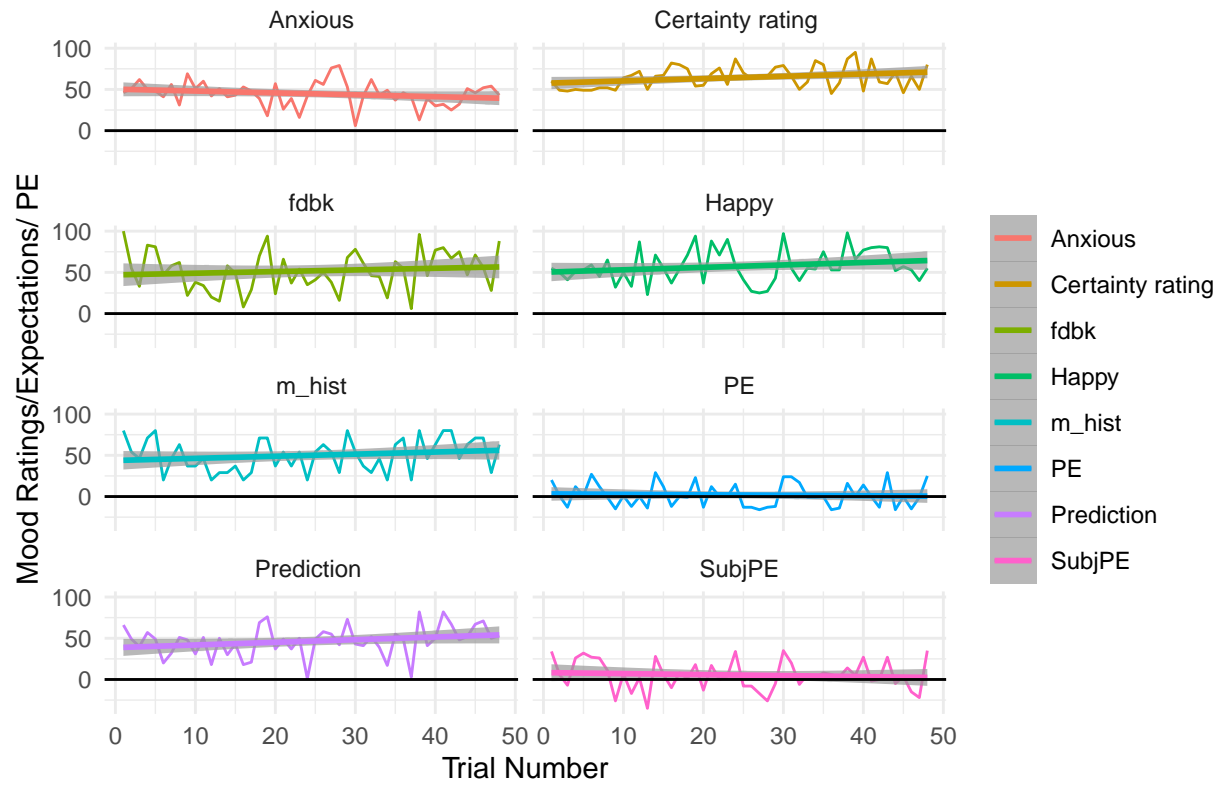 Anxious
Certainty rating
100
50
0
fdbk
Happy
100
50
0
m_hist
PE
100
50
0
Prediction
SubjPE
100
50
0
0 10 20 30 40 50 0 10 20 30 40 50
Trial Number
Mood Ratings/Expectations/ PE
Anxious
Certainty rating
fdbk
Happy
m_hist
PE
Prediction
SubjPE